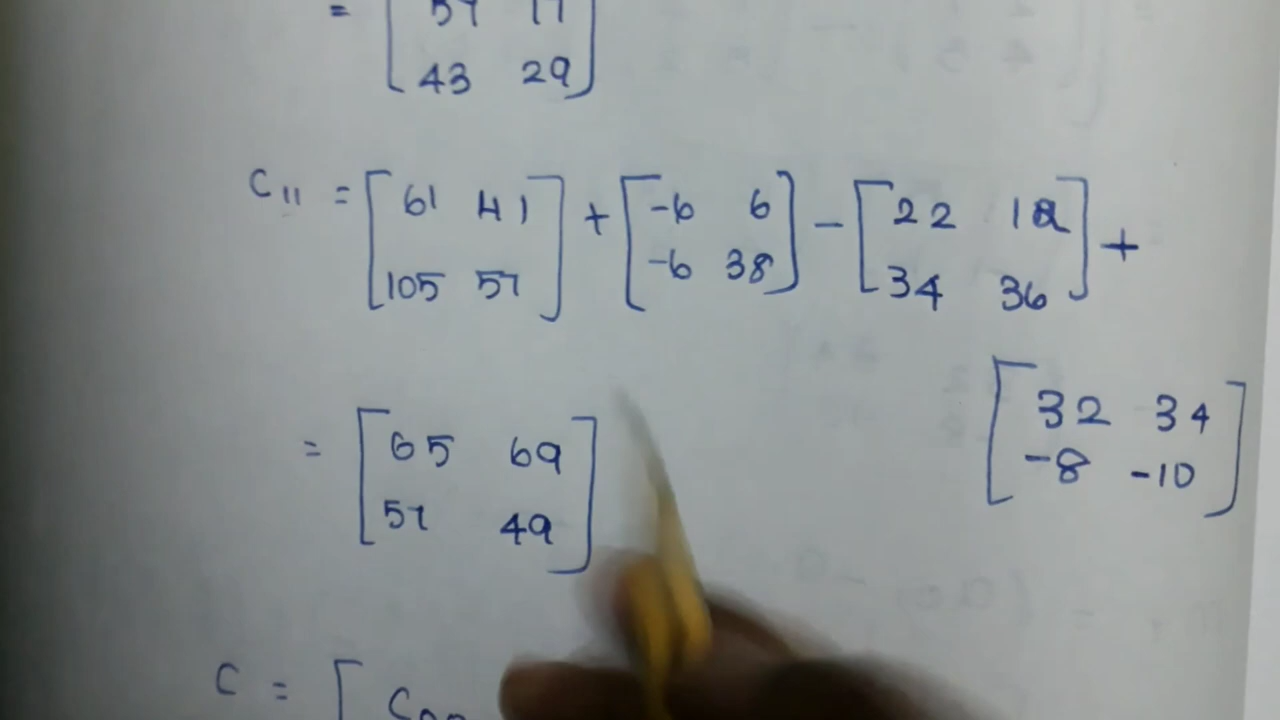 =
43 29
C₁₁ = [ 61 41 ] + [ -6 6 ] - [ 22 12 ] +
105 57 -6 38 34 36
[ 32 34 ]
-8 -10
= [ 65 69 ]
57 49
C = [